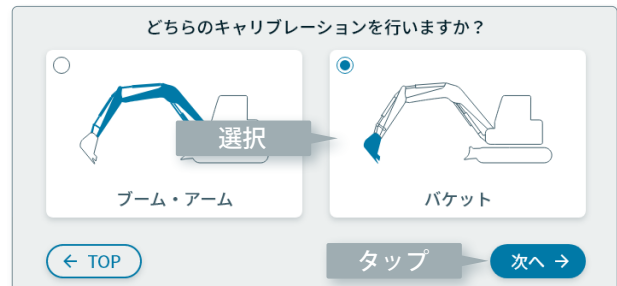 どちらのキャリブレーションを行いますか？
選択
ブーム・アーム
バケット
← TOP
タップ
次へ →